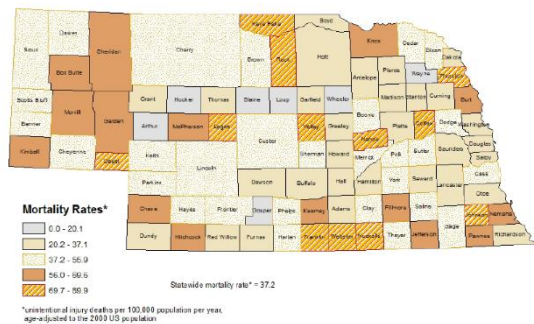 Boyd
Keya Paha
Knox
Cedar
Dixon
Dakota
Sioux
Dawes
Sheridan
Cherry
Brown
Rock
Holt
Antelope
Pierce
Wayne
Thurston
Box Butte
Scotts Bluff
Morrill
Garden
Grant
Hooker
Thomas
Blaine
Loup
Garfield
Wheeler
Boone
Madison
Stanton
Cuming
Burt
Banner
Arthur
McPherson
Logan
Custer
Valley
Greeley
Nance
Platte
Colfax
Dodge
Washington
Kimball
Cheyenne
Deuel
Keith
Lincoln
Sherman
Howard
Merrick
Polk
Butler
Saunders
Douglas
Sarpy
Perkins
Dawson
Buffalo
Hall
Hamilton
York
Seward
Lancaster
Cass
Otoe
Chase
Hayes
Frontier
Gosper
Phelps
Kearney
Adams
Clay
Fillmore
Saline
Gage
Johnson
Nemaha
Dundy
Hitchcock
Red Willow
Furnas
Harlan
Franklin
Webster
Nuckolls
Thayer
Jefferson
Pawnee
Richardson
Mortality Rates*
0.0 - 20.1
20.2 - 37.1
37.2 - 55.9
56.0 - 69.6
69.7 - 89.9
Statewide mortality rate* = 37.2
*unintentional injury deaths per 100,000 population per year,
age-adjusted to the 2000 US population